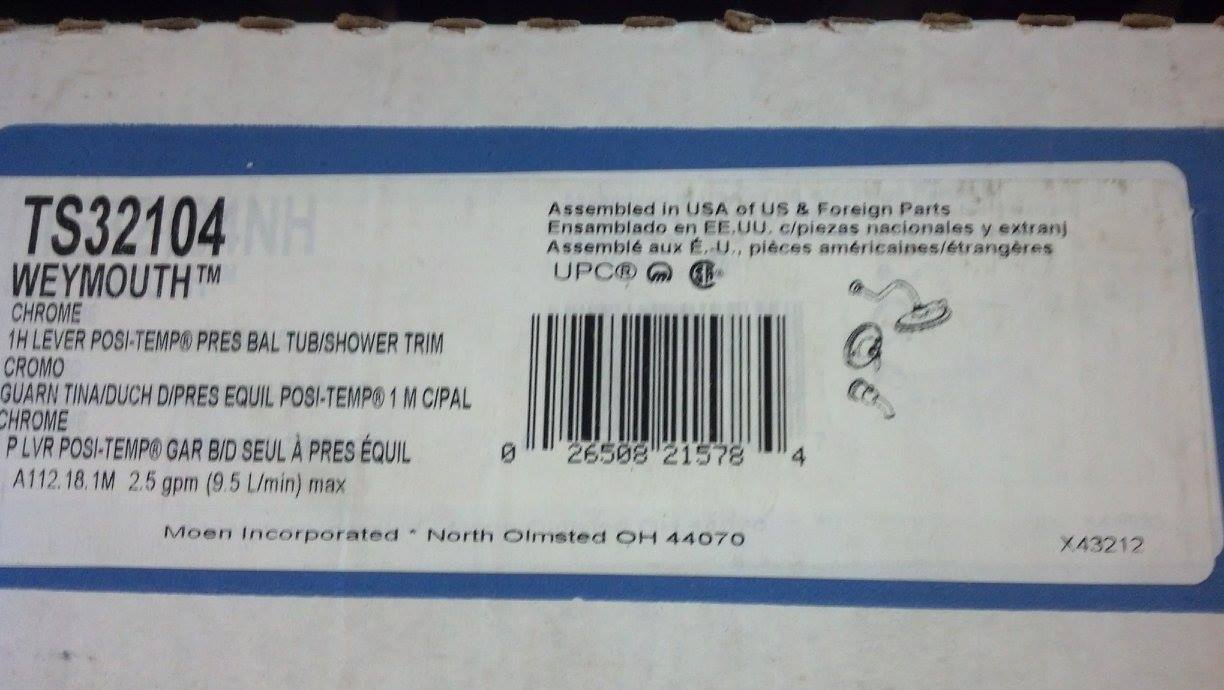 TS32104
WEYMOUTH™
CHROME
1H LEVER POSI-TEMP® PRES BAL TUB/SHOWER TRIM
CROMO
GUARN TINA/DUCH D/PRES EQUIL POSI-TEMP® 1 M C/PAL
CHROME
P LVR POSI-TEMP® GAR B/D SEUL À PRES ÉQUIL
A112.18.1M 2.5 gpm (9.5 L/min) max
Assembled in USA of US & Foreign Parts
Ensamblado en EE.UU. c/piezas nacionales y extranj
Assemblé aux É.-U., pièces américaines/étrangères
UPC®
0 26508 21578 4
Moen Incorporated * North Olmsted OH 44070
X43212